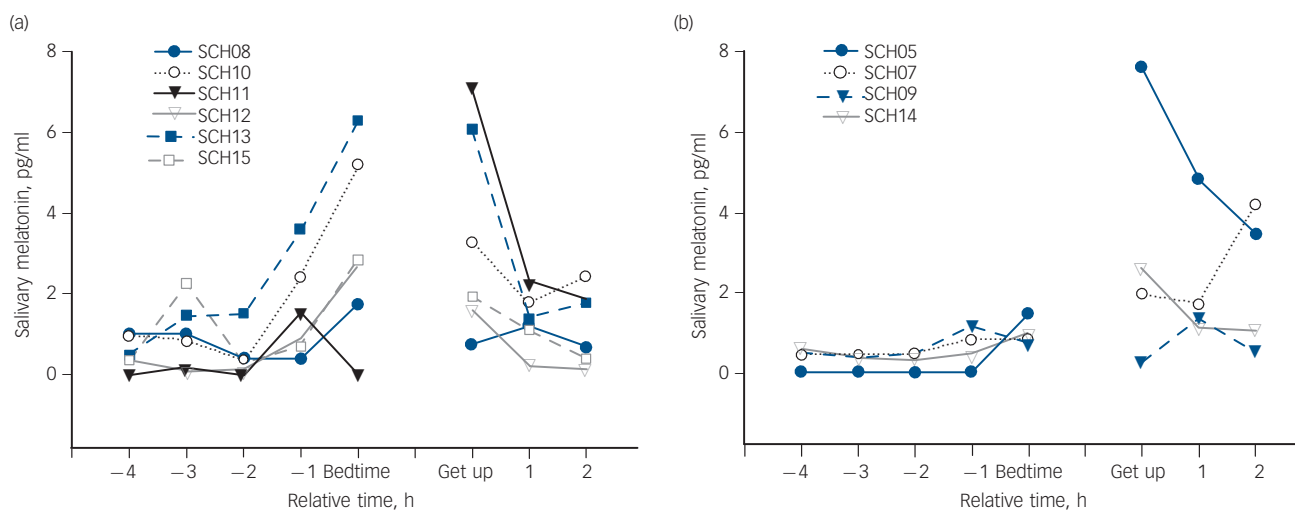 (a)
8
6
4
2
0
Salivary melatonin, pg/ml
SCH08
SCH10
SCH11
SCH12
SCH13
SCH15
−4 −3 −2 −1 Bedtime Get up 1 2
Relative time, h
(b)
8
6
4
2
0
Salivary melatonin, pg/ml
SCH05
SCH07
SCH09
SCH14
−4 −3 −2 −1 Bedtime Get up 1 2
Relative time, h